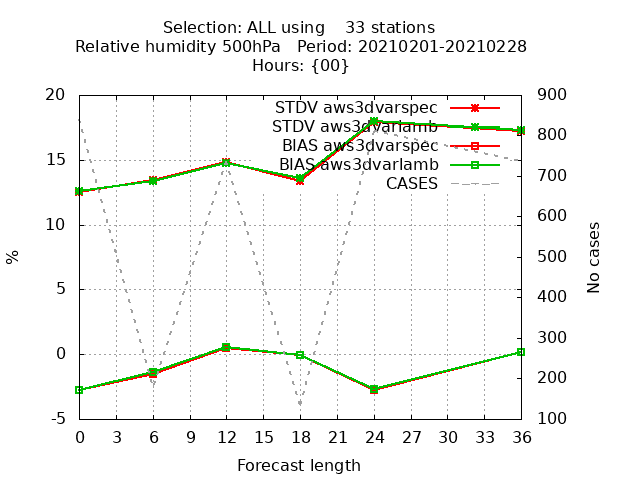 Selection: ALL using    33 stations
Relative humidity 500hPa   Period: 20210201-20210228
Hours: {00}
20
15
10
5
0
-5
%
900
800
700
600
500
400
300
200
100
No cases
STDV aws3dvarspec
STDV aws3dvarlamb
BIAS aws3dvarspec
BIAS aws3dvarlamb
CASES
0 3 6 9 12 15 18 21 24 27 30 33 36
Forecast length